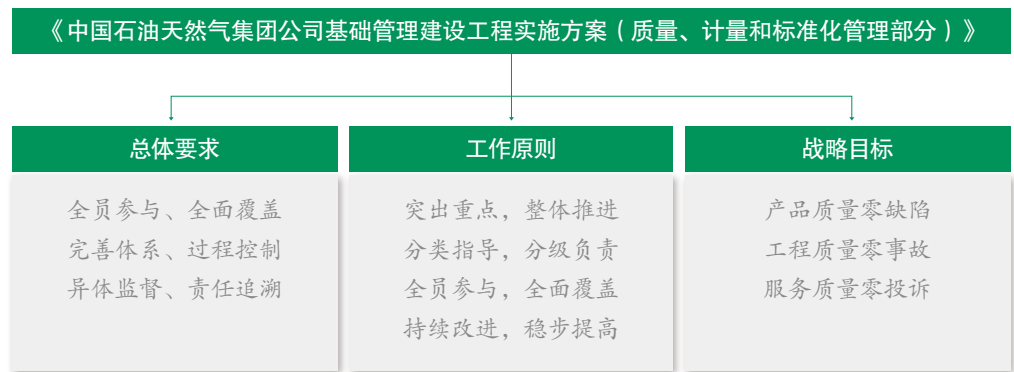 《中国石油天然气集团公司基础管理建设工程实施方案（质量、计量和标准化管理部分）》
总体要求
全员参与、全面覆盖
完善体系、过程控制
异体监督、责任追溯
工作原则
突出重点，整体推进
分类指导，分级负责
全员参与，全面覆盖
持续改进，稳步提高
战略目标
产品质量零缺陷
工程质量零事故
服务质量零投诉